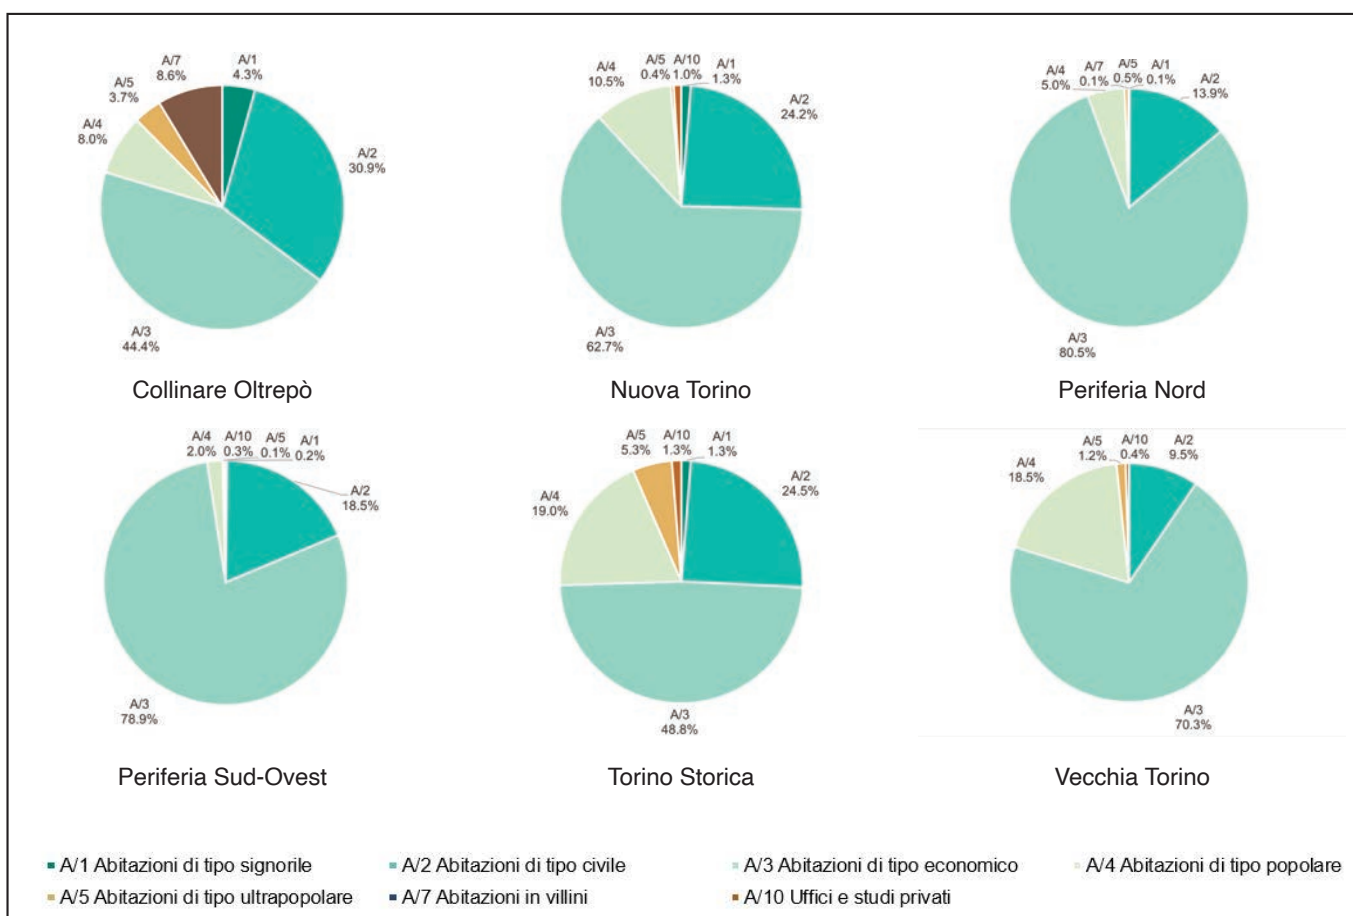 A/7
8.6%
A/1
4.3%
A/5
3.7%
A/4
8.0%
A/2
30.9%
A/3
44.4%
Collinare Oltrepò
A/5
0.4%
A/10
1.0%
A/1
1.3%
A/4
10.5%
A/2
24.2%
A/3
62.7%
Nuova Torino
A/4
5.0%
A/7
0.1%
A/5
0.5%
A/1
0.1%
A/2
13.9%
A/3
80.5%
Periferia Nord
A/4
2.0%
A/10
0.3%
A/5
0.1%
A/1
0.2%
A/2
18.5%
A/3
78.9%
Periferia Sud-Ovest
A/5
5.3%
A/10
1.3%
A/1
1.3%
A/4
19.0%
A/2
24.5%
A/3
48.8%
Torino Storica
A/5
1.2%
A/10
0.4%
A/2
9.5%
A/4
18.5%
A/3
70.3%
Vecchia Torino
A/1 Abitazioni di tipo signorile
A/2 Abitazioni di tipo civile
A/3 Abitazioni di tipo economico
A/4 Abitazioni di tipo popolare
A/5 Abitazioni di tipo ultrapopolare
A/7 Abitazioni in villini
A/10 Uffici e studi privati